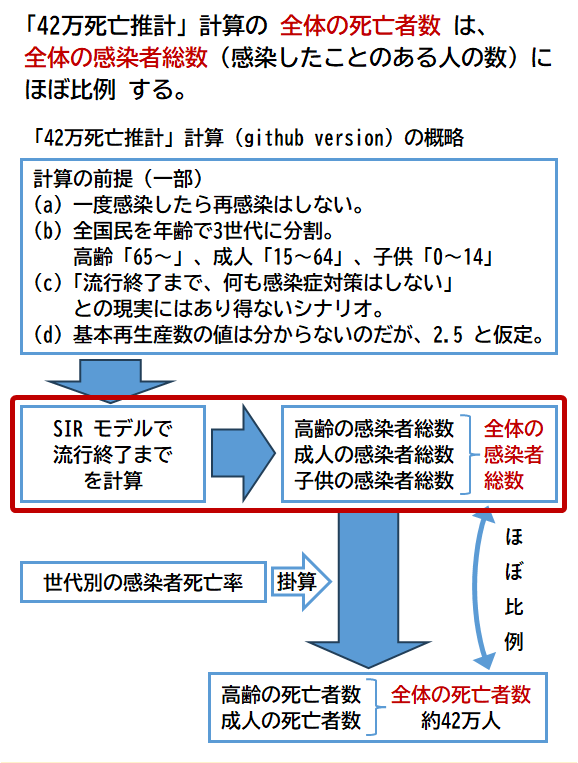 「42万死亡推計」計算の 全体の死亡者数 は、
全体の感染者総数（感染したことのある人の数）に
ほぼ比例 する。
「42万死亡推計」計算（github version）の概略
計算の前提（一部）
(a) 一度感染したら再感染はしない。
(b) 全国民を年齢で3世代に分割。
高齢「65～」、成人「15～64」、子供「0～14」
(c)「流行終了まで、何も感染症対策はしない」
との現実にはあり得ないシナリオ。
(d) 基本再生産数の値は分からないのだが、2.5 と仮定。
SIR モデルで
流行終了まで
を計算
高齢の感染者総数
成人の感染者総数
子供の感染者総数
全体の
感染者
総数
世代別の感染者死亡率
掛算
ほぼ比例
高齢の死亡者数
成人の死亡者数
全体の死亡者数
約42万人